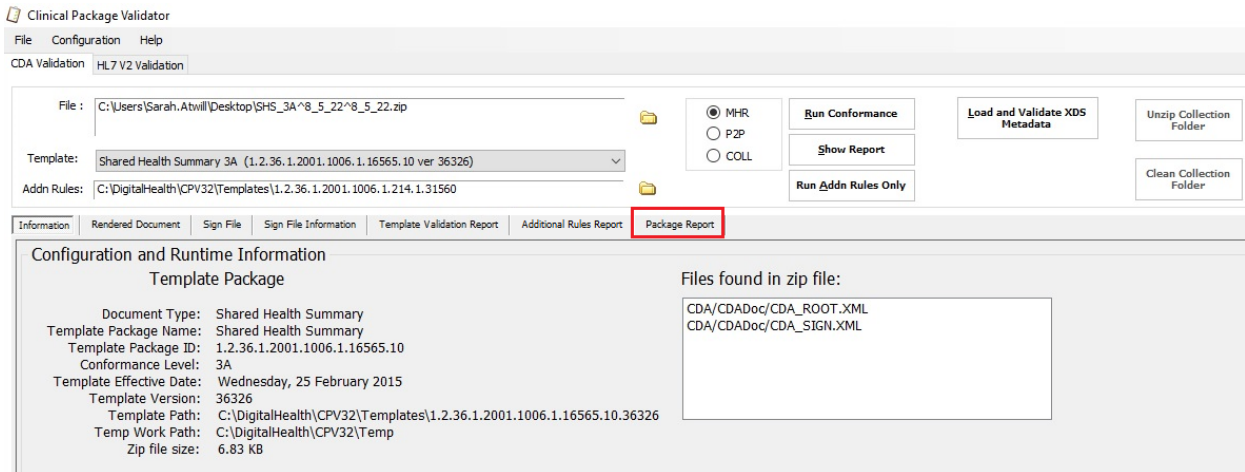 Clinical Package Validator
File Configuration Help
CDA Validation HL7 V2 Validation
File : C:\Users\Sarah.Atwill\Desktop\SHS_3A^8_5_22^8_5_22.zip
MHR
P2P
COLL
Run Conformance
Show Report
Run Addn Rules Only
Load and Validate XDS
Metadata
Unzip Collection
Folder
Clean Collection
Folder
Template: Shared Health Summary 3A (1.2.36.1.2001.1006.1.16565.10 ver 36326)
Addn Rules: C:\DigitalHealth\CPV32\Templates\1.2.36.1.2001.1006.1.214.1.31560
Information Rendered Document Sign File Sign File Information Template Validation Report Additional Rules Report Package Report
Configuration and Runtime Information
Template Package
Document Type: Shared Health Summary
Template Package Name: Shared Health Summary
Template Package ID: 1.2.36.1.2001.1006.1.16565.10
Conformance Level: 3A
Template Effective Date: Wednesday, 25 February 2015
Template Version: 36326
Template Path: C:\DigitalHealth\CPV32\Templates\1.2.36.1.2001.1006.1.16565.10.36326
Temp Work Path: C:\DigitalHealth\CPV32\Temp
Zip file size: 6.83 KB
Files found in zip file:
CDA/CDADoc/CDA_ROOT.XML
CDA/CDADoc/CDA_SIGN.XML